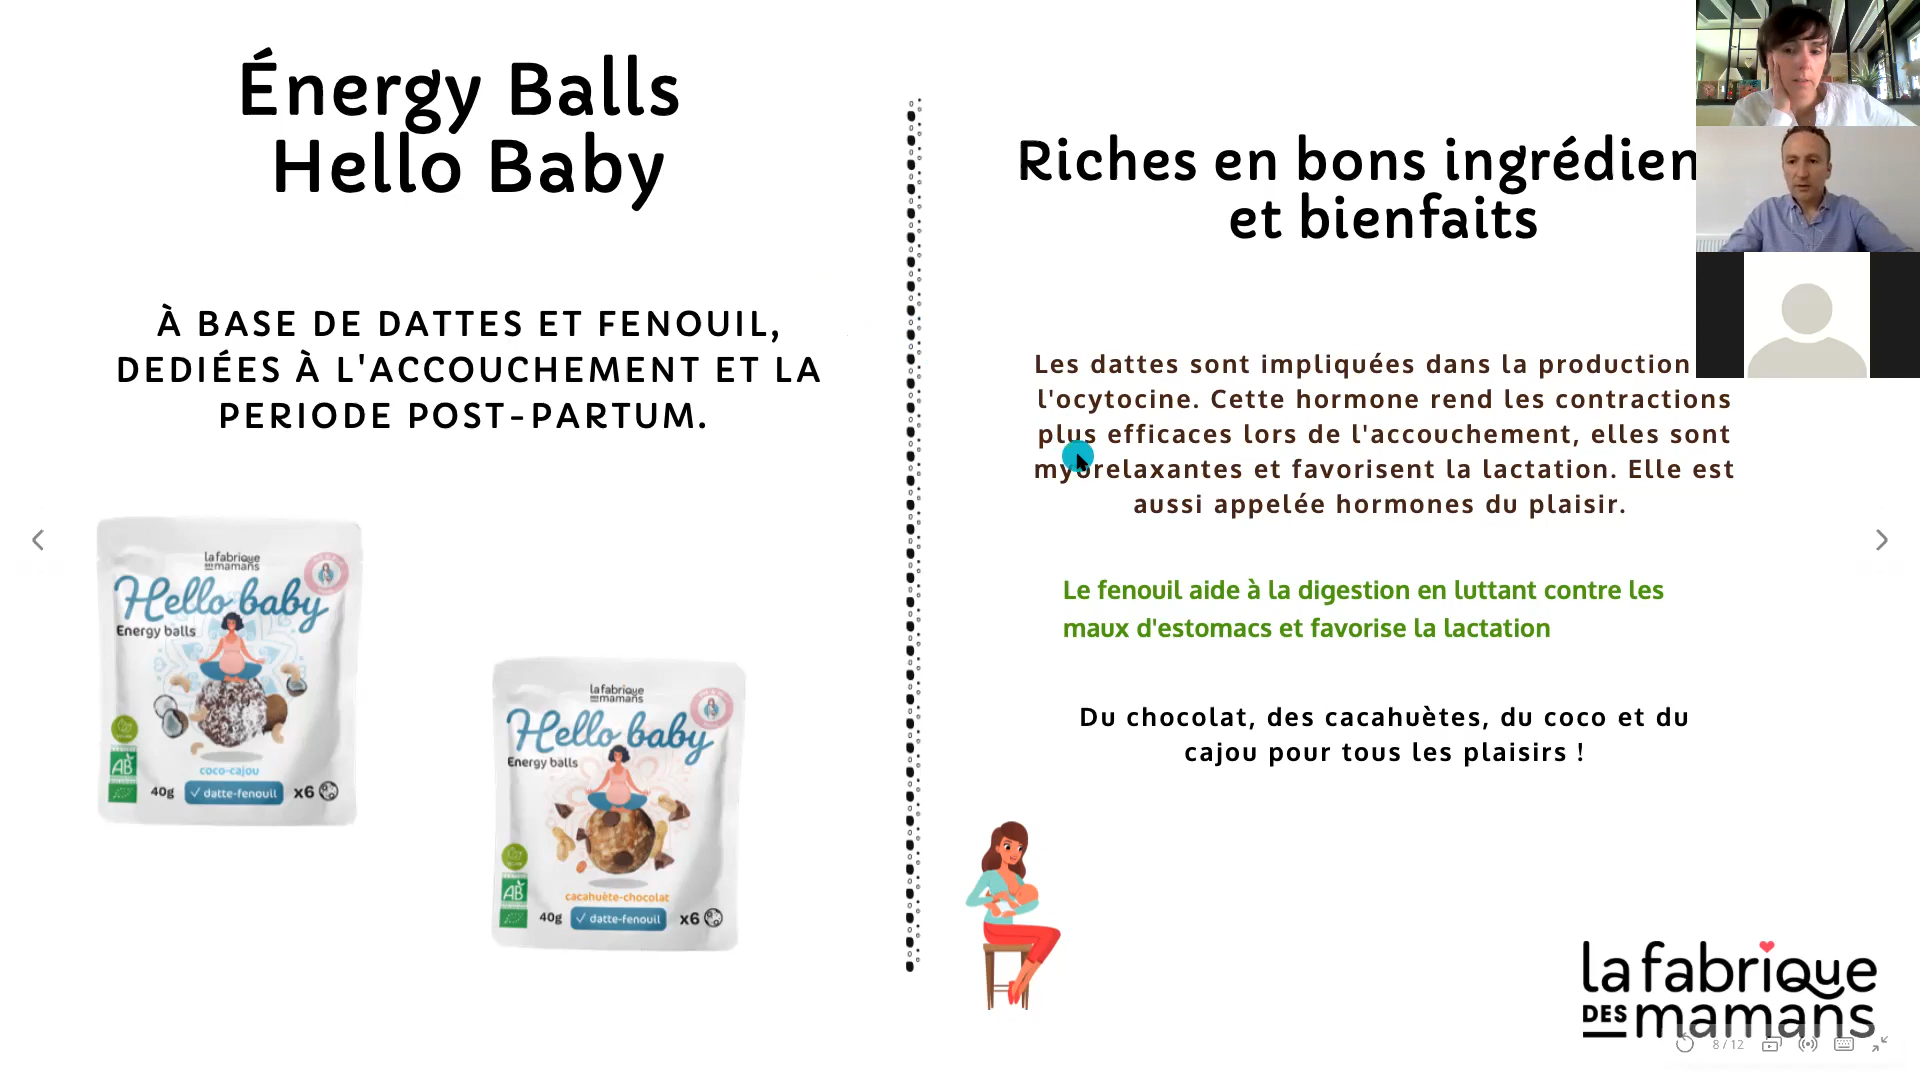 Énergy Balls
Hello Baby
À BASE DE DATTES ET FENOUIL,
DEDIÉES À L'ACCOUCHEMENT ET LA
PERIODE POST-PARTUM.
la fabrique
DES mamans
Hello baby
Energy balls
coco-cajou
AB
40g
✓ datte-fenouil
x6
la fabrique
DES mamans
Hello baby
Energy balls
cacahuète-chocolat
AB
40g
✓ datte-fenouil
x6
Riches en bons ingrédien
et bienfaits
Les dattes sont impliquées dans la production
l'ocytocine. Cette hormone rend les contractions
plus efficaces lors de l'accouchement, elles sont
myorelaxantes et favorisent la lactation. Elle est
aussi appelée hormones du plaisir.
Le fenouil aide à la digestion en luttant contre les
maux d'estomacs et favorise la lactation
Du chocolat, des cacahuètes, du coco et du
cajou pour tous les plaisirs !
la fabrique
DES mamans
8 / 12